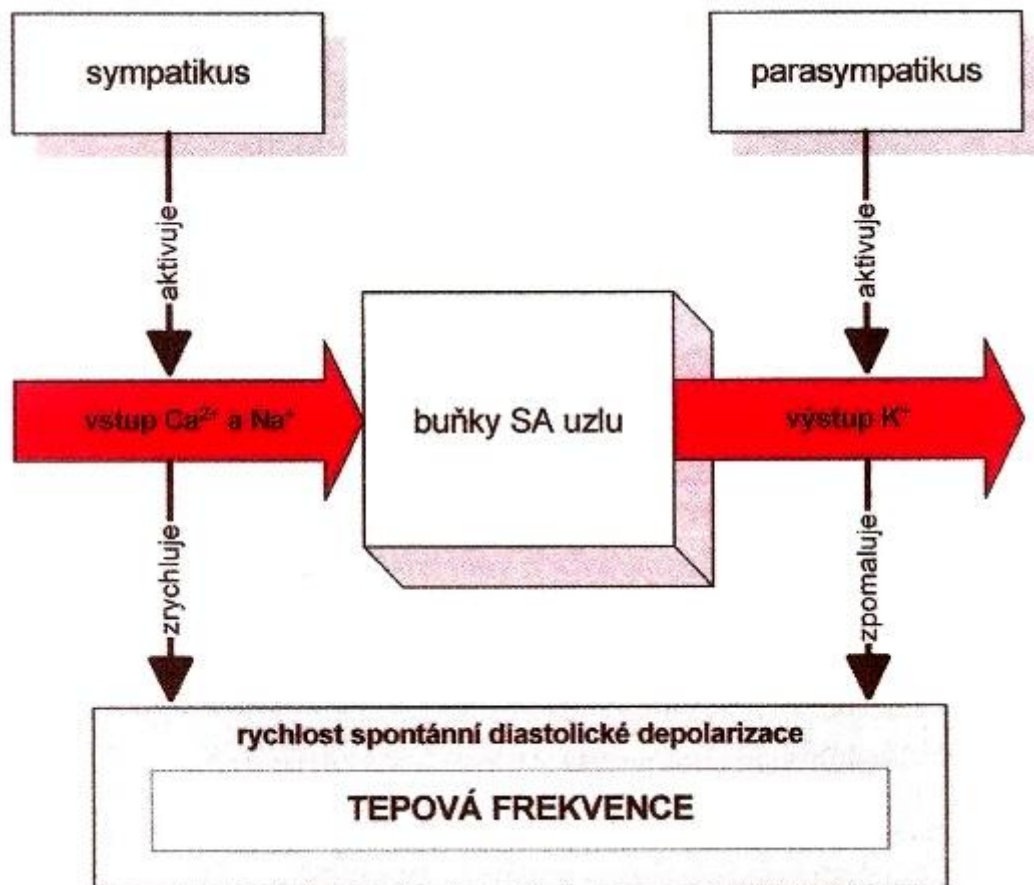 sympatikus
parasympatikus
aktivuje
aktivuje
vstup Ca²⁺ a Na⁺
buňky SA uzlu
výstup K⁺
zrychluje
zpomaluje
rychlost spontánní diastolické depolarizace
TEPOVÁ FREKVENCE